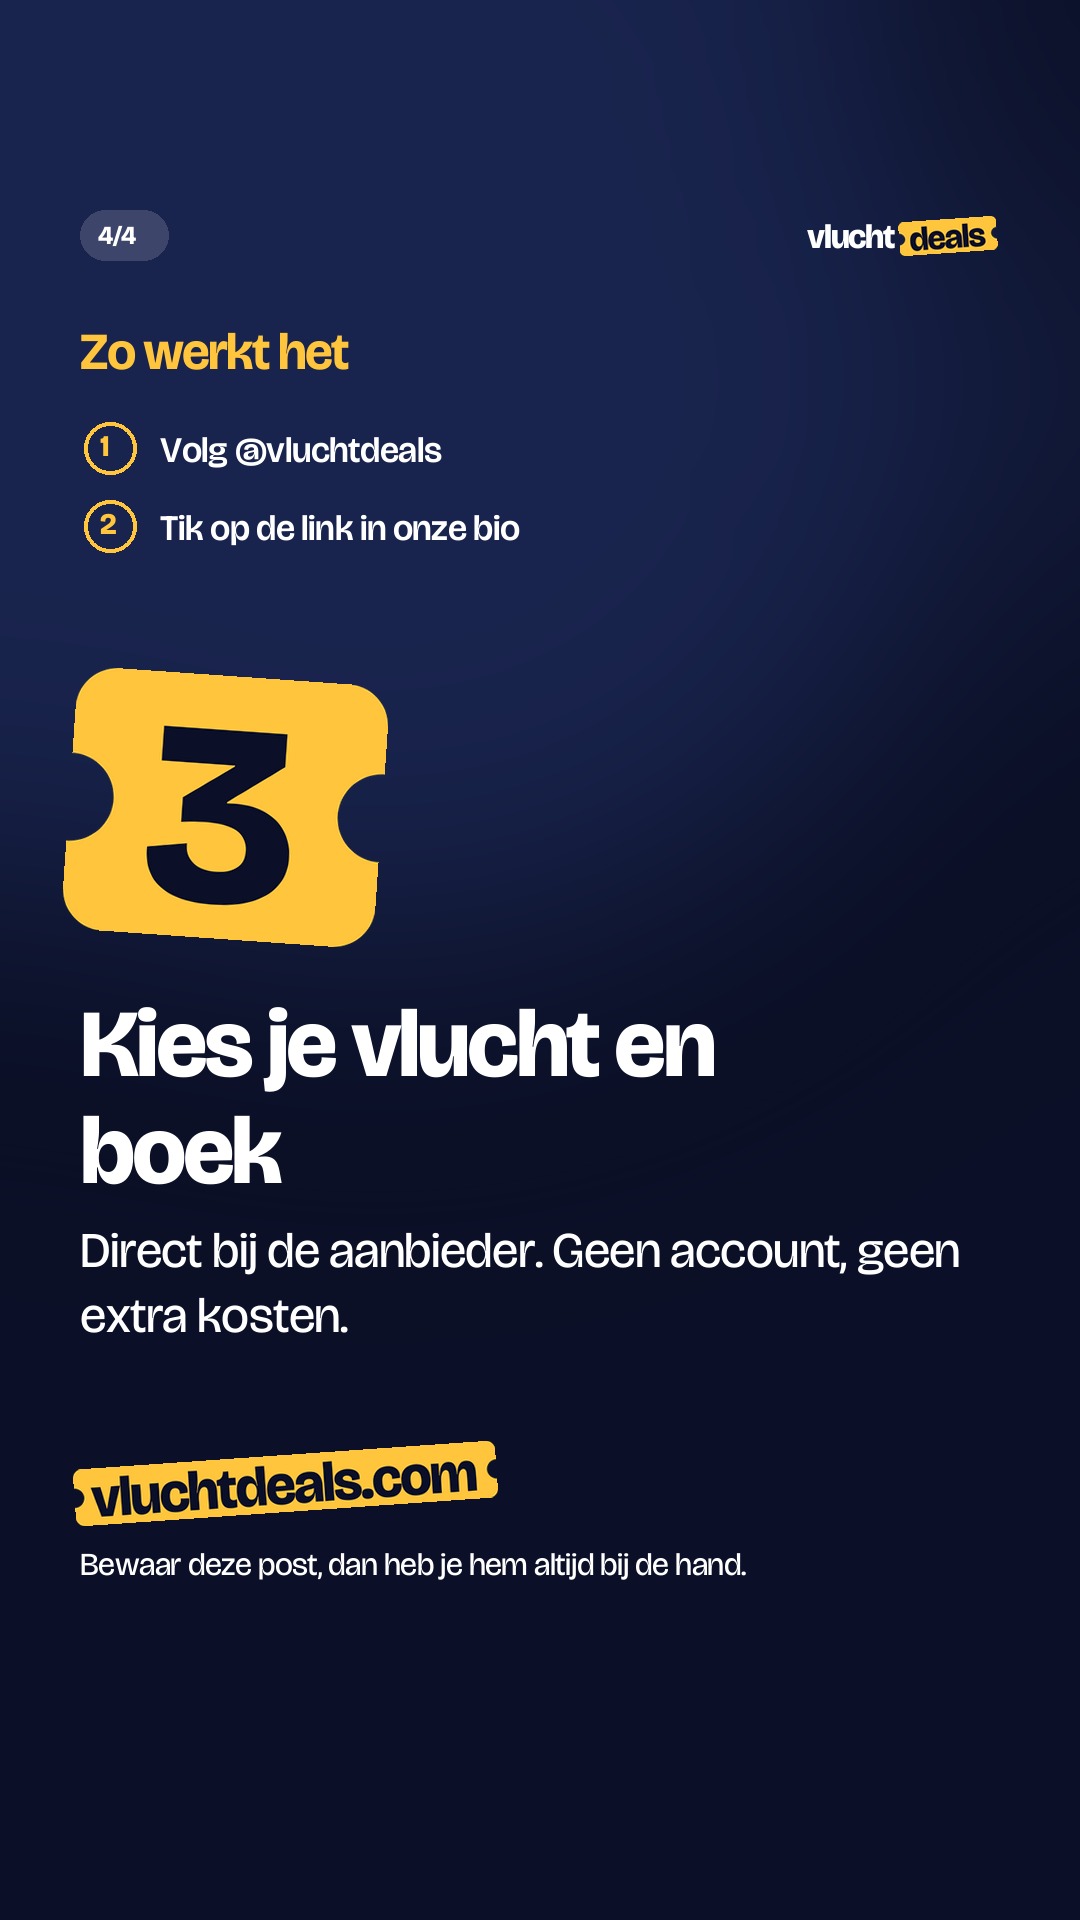 4/4
vlucht deals
Zo werkt het
1 Volg @vluchtdeals
2 Tik op de link in onze bio
3
Kies je vlucht en
boek
Direct bij de aanbieder. Geen account, geen
extra kosten.
vluchtdeals.com
Bewaar deze post, dan heb je hem altijd bij de hand.